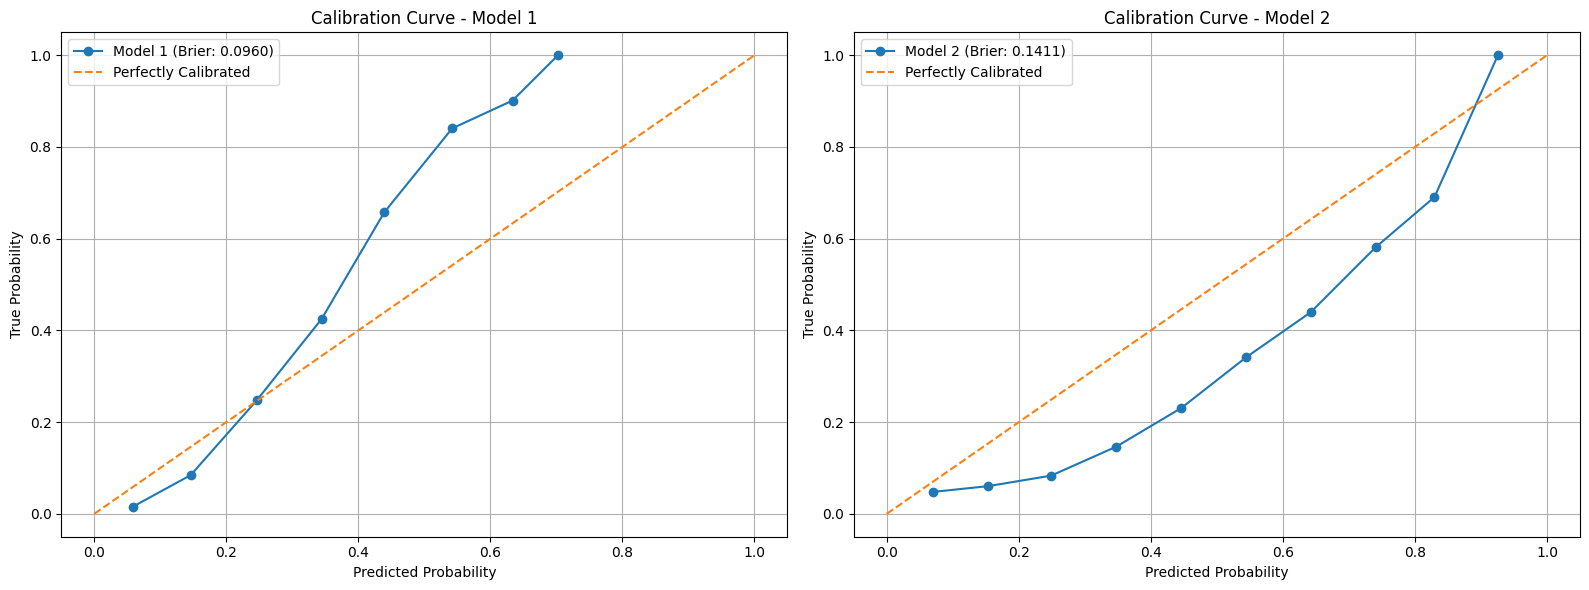 Calibration Curve - Model 1
Model 1 (Brier: 0.0960)
Perfectly Calibrated
1.0
0.8
0.6
0.4
0.2
0.0
True Probability
0.0 0.2 0.4 0.6 0.8 1.0
Predicted Probability
Calibration Curve - Model 2
Model 2 (Brier: 0.1411)
Perfectly Calibrated
1.0
0.8
0.6
0.4
0.2
0.0
True Probability
0.0 0.2 0.4 0.6 0.8 1.0
Predicted Probability